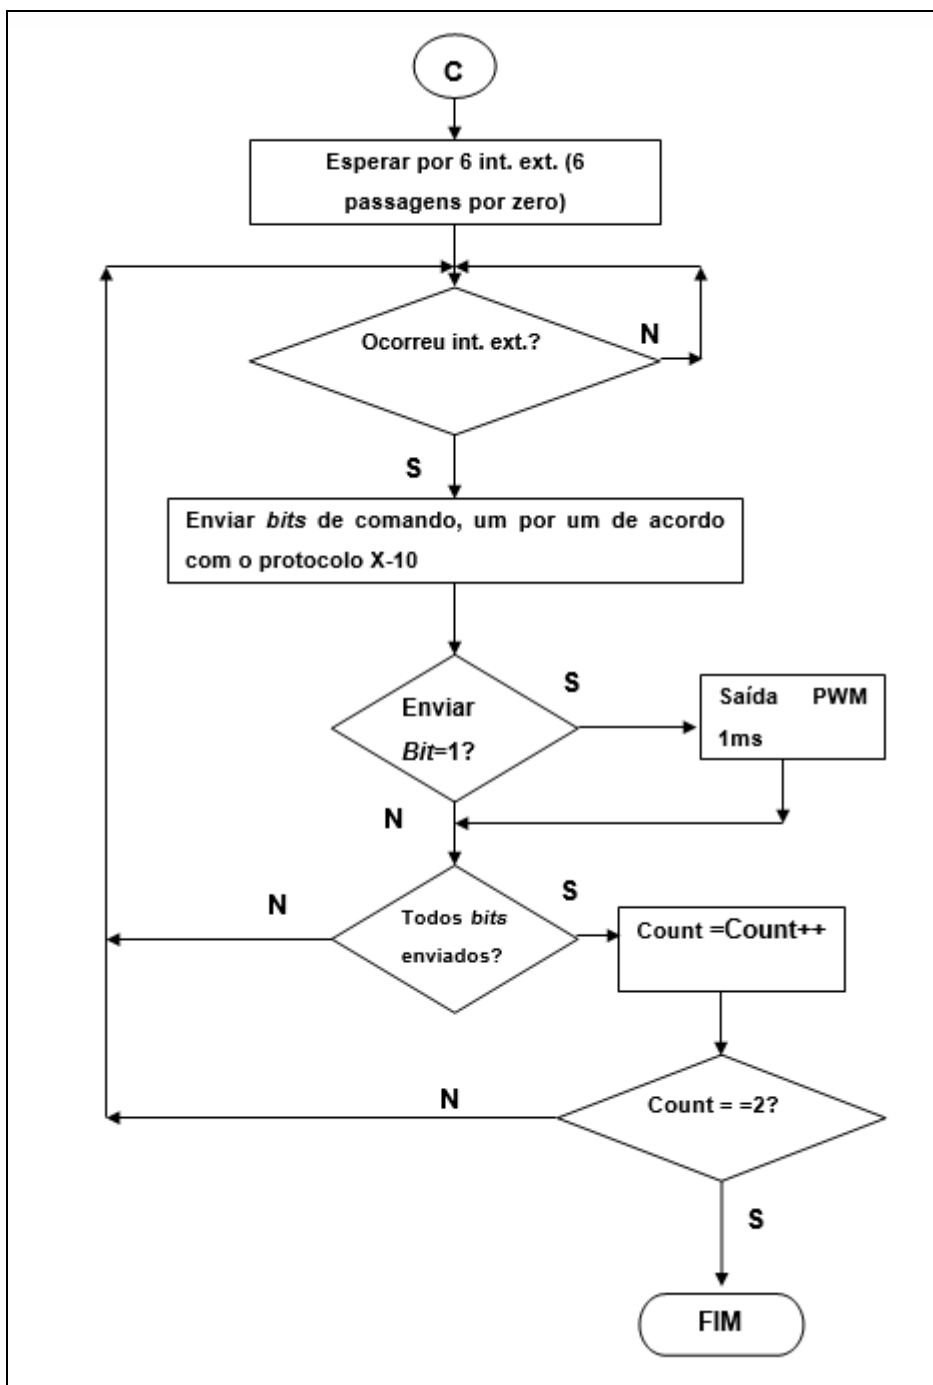 C
Esperar por 6 int. ext. (6
passagens por zero)
Ocorreu int. ext.?
N
S
Enviar bits de comando, um por um de acordo
com o protocolo X-10
Enviar
Bit=1?
S
Saída PWM
1ms
N
Todos bits
enviados?
N
S
Count =Count++
Count = =2?
N
S
FIM